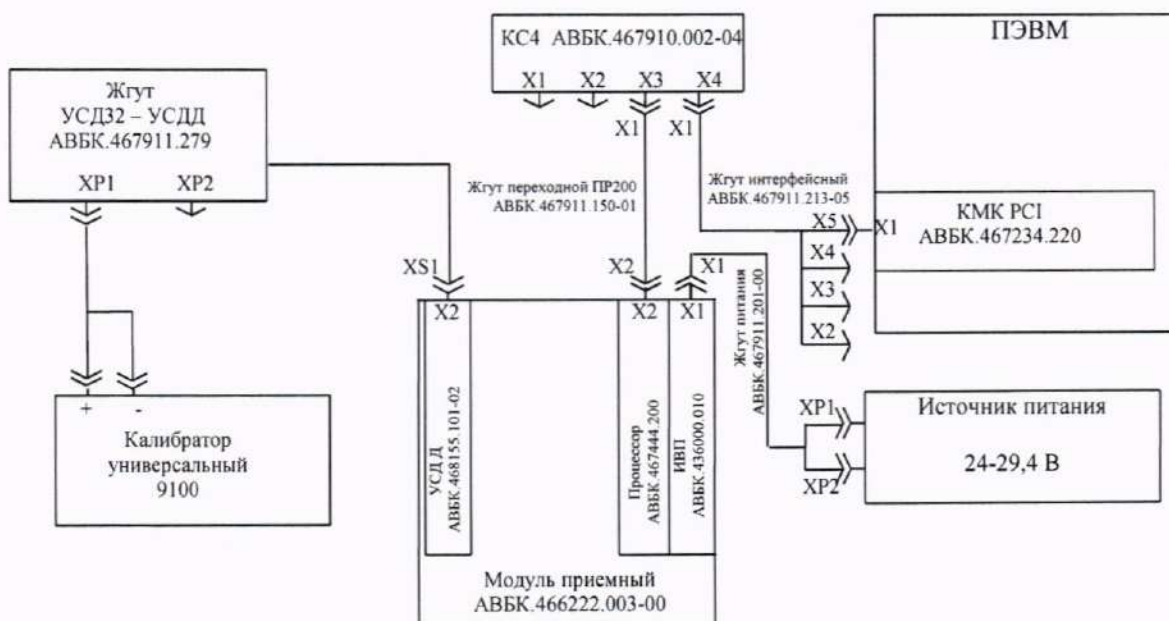 КС4 АВБК.467910.002-04
X1 X2 X3 X4
X1 X1
ПЭВМ
Жгут
УСД32 – УСДД
АВБК.467911.279
XP1 XP2
Жгут переходной ПР200
АВБК.467911.150-01
Жгут интерфейсный
АВБК.467911.213-05
КМК PCI
АВБК.467234.220
X5 X1
X4
X3
X2
XS1
X2
X2
X1
X2
X1
Жгут питания
АВБК.467911.201-00
УСД Д
АВБК.468155.101-02
Процессор
АВБК.467444.200
ИВП
АВБК.436000.010
Модуль приемный
АВБК.466222.003-00
+ -
Калибратор
универсальный
9100
XP1
XP2
Источник питания
24-29,4 В